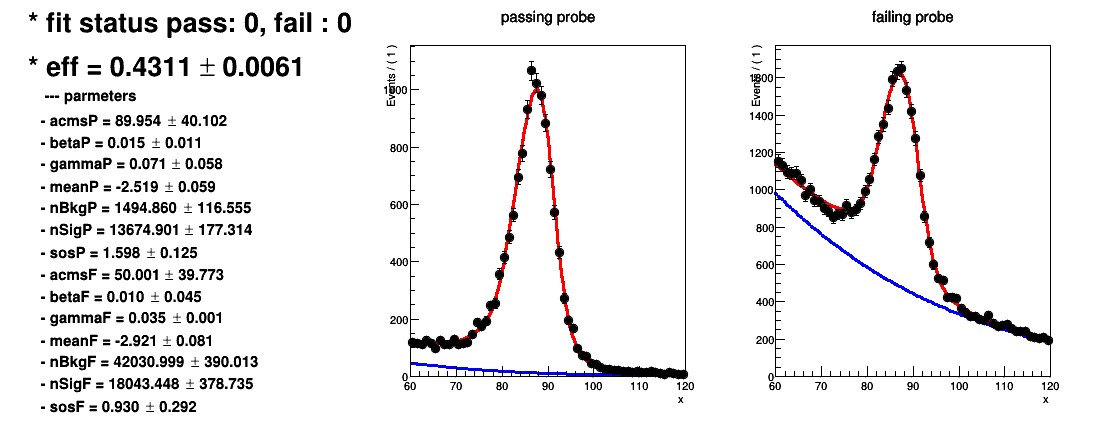 * fit status pass: 0, fail : 0
* eff = 0.4311 ± 0.0061
--- parmeters
- acmsP = 89.954 ± 40.102
- betaP = 0.015 ± 0.011
- gammaP = 0.071 ± 0.058
- meanP = -2.519 ± 0.059
- nBkgP = 1494.860 ± 116.555
- nSigP = 13674.901 ± 177.314
- sosP = 1.598 ± 0.125
- acmsF = 50.001 ± 39.773
- betaF = 0.010 ± 0.045
- gammaF = 0.035 ± 0.001
- meanF = -2.921 ± 0.081
- nBkgF = 42030.999 ± 390.013
- nSigF = 18043.448 ± 378.735
- sosF = 0.930 ± 0.292
passing probe
Events / ( 1 )
1000
800
600
400
200
0
60 70 80 90 100 110 120
x
failing probe
Events / ( 1 )
1600
1400
1200
1000
800
600
400
200
0
60 70 80 90 100 110 120
x